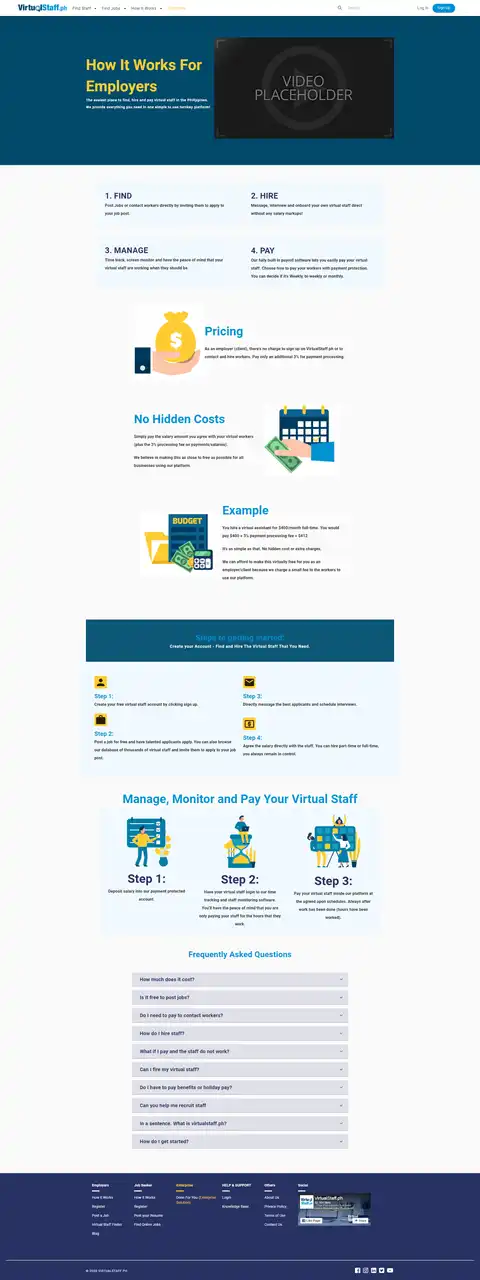 VirtualStaff.ph
Find Staff
Find Jobs
How It Works
Search
Log In
Sign Up
How It Works For
Employers
The easiest place to find, hire and pay virtual staff in the Philippines.
We provide everything you need in one simple to use turnkey platform!
VIDEO
PLACEHOLDER
1. FIND
Post Jobs or contact workers directly by inviting them to apply to
your job post.
2. HIRE
Message, interview and onboard your own virtual staff direct
without any salary markups!
3. MANAGE
Time track, screen monitor and have the peace of mind that your
virtual staff are working when they should be.
4. PAY
Our fully built in payroll software lets you easily pay your virtual
staff. Choose how to pay your workers with payment protection.
You can decide if it's Weekly bi-weekly or monthly.
Pricing
As an employer (client), there's no charge to sign up on VirtualStaff.ph or to
contact and hire workers. Pay only an additional 3% for payment processing.
No Hidden Costs
Simply pay the salary amount you agree with your virtual workers
(plus the 3% processing fee on payments/salaries).
We believe in making this as close to free as possible for all
businesses using our platform.
BUDGET
Example
You hire a virtual assistant for $400/month full-time. You would
pay $400 + 3% payment processing fee = $412
It's as simple as that. No hidden cost or extra charges.
We can afford to make this virtually free for you as an
employer/client because we charge a small fee to the workers to
use our platform.
Steps to getting started!
Create your Account - Find and Hire The Virtual Staff That You Need.
Step 1:
Create your free virtual staff account by clicking sign up.
Step 2:
Post a job for free and have talented applicants apply. You can also browse
our database of thousands of virtual staff and invite them to apply to your job
post.
Step 3:
Directly message the best applicants and schedule interviews.
Step 4:
Agree the salary directly with the staff. You can hire part-time or full-time,
you always remain in control.
Manage, Monitor and Pay Your Virtual Staff
Step 1:
Deposit salary into our payment protected
account.
Step 2:
Have your virtual staff login to our time
tracking and staff monitoring software.
You'll have the peace of mind that you are
only paying your staff for the hours that they
work.
Step 3:
Pay your virtual staff inside our platform at
the agreed upon schedules. Always after
work has been done (hours have been
worked).
Frequently Asked Questions
How much does it cost?
Is it free to post jobs?
Do I need to pay to contact workers?
How do I hire staff?
What if I pay and the staff do not work?
Can I fire my virtual staff?
Do I have to pay benefits or holiday pay?
Can you help me recruit staff
In a sentence. What is virtualstaff.ph?
How do I get started?
Employers
How It Works
Register
Post a Job
Virtual Staff Finder
Blog
Job Seeker
How It Works
Register
Post your Resume
Find Online Jobs
Enterprise
Done For You (Enterprise
Solution)
HELP & SUPPORT
Login
Knowledge Base
Others
About Us
Privacy Policy
Terms of Use
Contact Us
Social
VirtualStaff.ph
Like Page
Share
© 2020 VIRTUALSTAFF.PH.